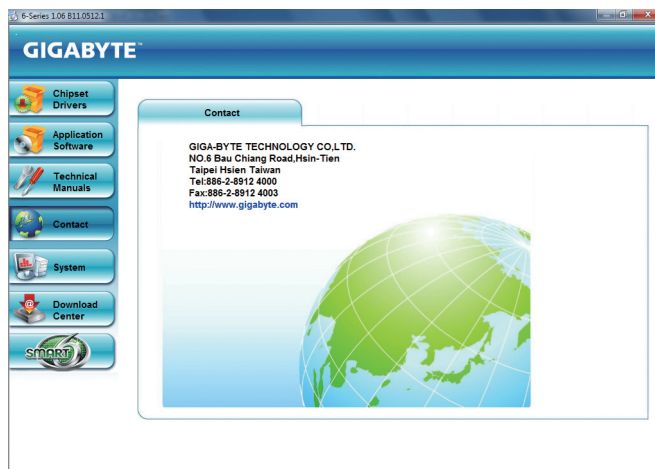 6-Series 1.06 B11.0512.1
GIGABYTE™
Chipset
Drivers
Application
Software
Technical
Manuals
Contact
System
Download
Center
SMART6
Contact
GIGA-BYTE TECHNOLOGY CO,LTD.
NO.6 Bau Chiang Road,Hsin-Tien
Taipei Hsien Taiwan
Tel:886-2-8912 4000
Fax:886-2-8912 4003
http://www.gigabyte.com